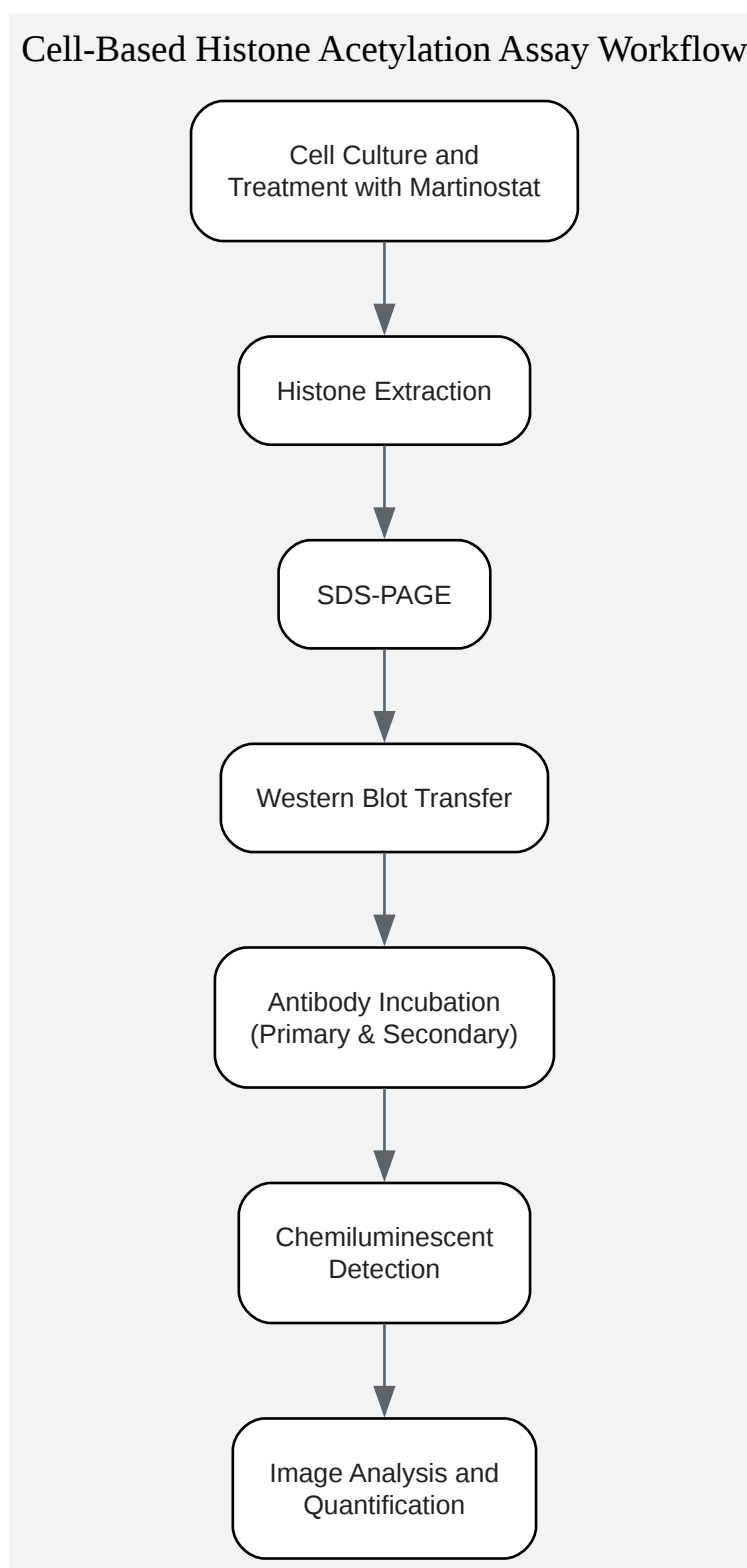 Cell-Based Histone Acetylation Assay Workflow
Cell Culture and
Treatment with Martinostat
Histone Extraction
SDS-PAGE
Western Blot Transfer
Antibody Incubation
(Primary & Secondary)
Chemiluminescent
Detection
Image Analysis and
Quantification